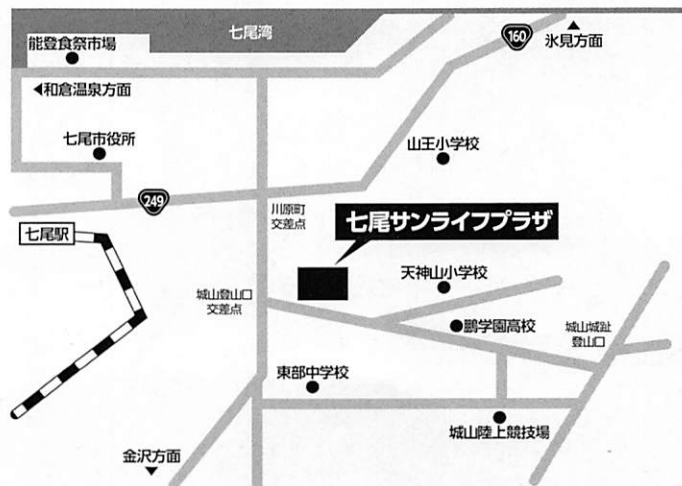 七尾湾
能登食祭市場
160
氷見方面
和倉温泉方面
七尾市役所
山王小学校
249
川原町
交差点
七尾サンライフプラザ
七尾駅
天神山小学校
城山登山口
交差点
鵬学園高校
城山城趾
登山口
東部中学校
城山陸上競技場
金沢方面